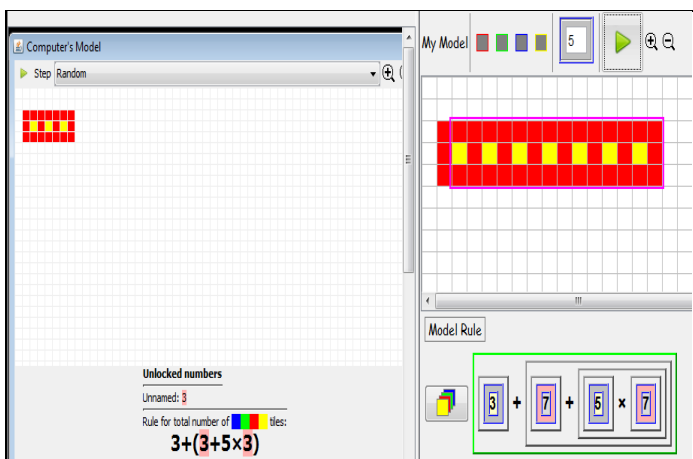 Computer's Model
Step Random
Unlocked numbers
Unnamed: 3
Rule for total number of tiles:
3+(3+5×3)
My Model 5
Model Rule
3 + 7 + 5 × 7